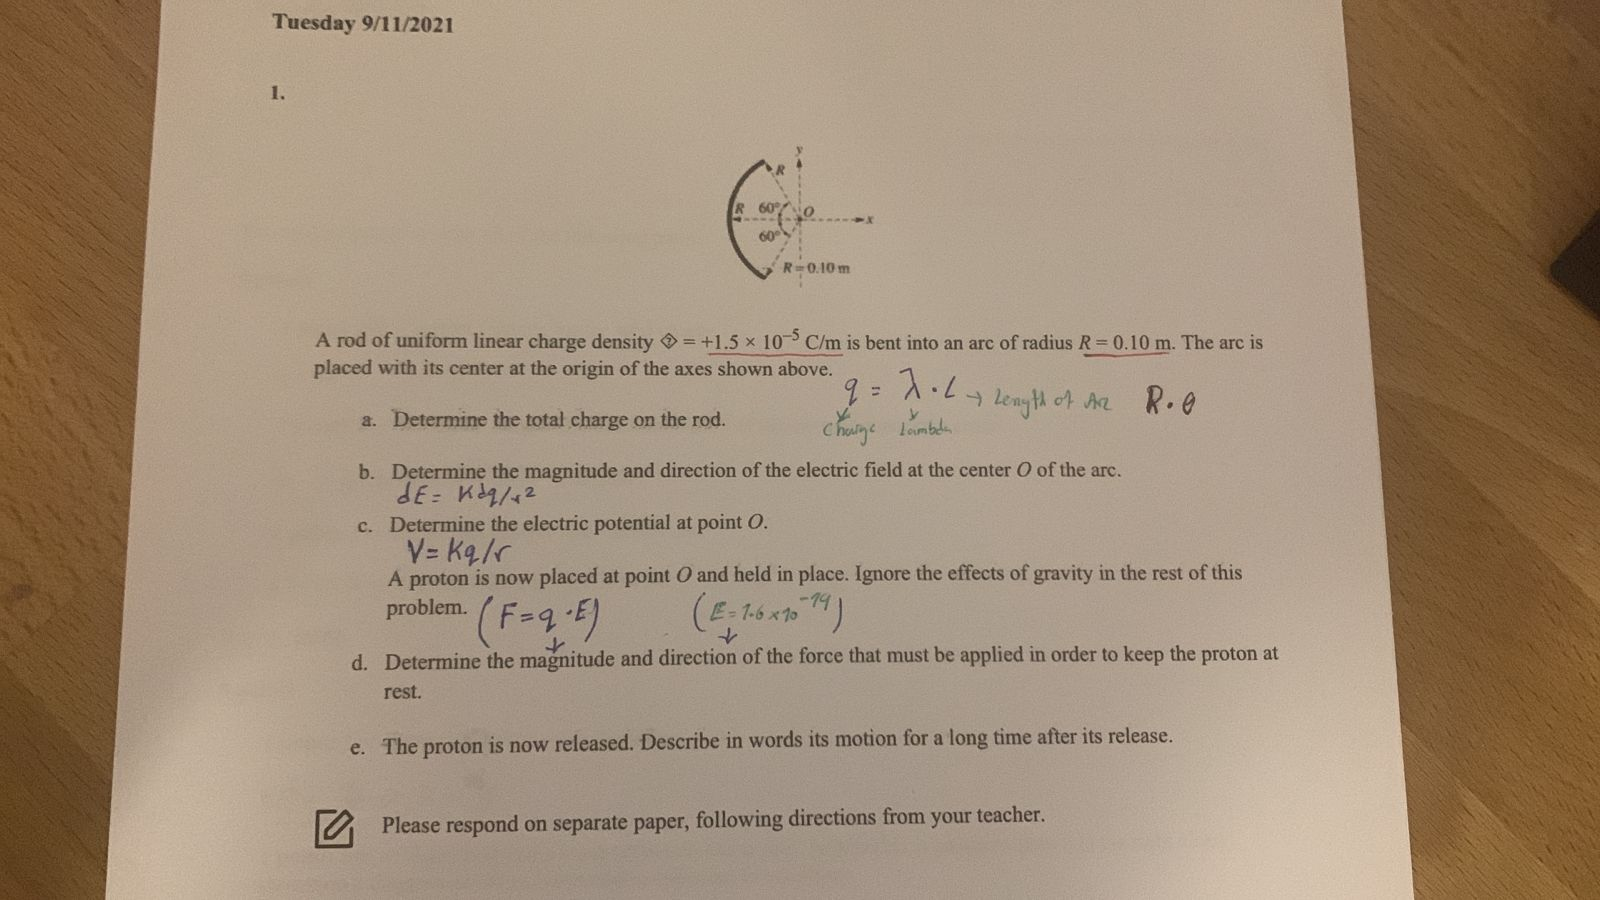 Tuesday 9/11/2021
1.
y
R
R 60° O
x
60°
R = 0.10 m
A rod of uniform linear charge density = +1.5 × 10⁻⁵ C/m is bent into an arc of radius R = 0.10 m. The arc is
placed with its center at the origin of the axes shown above.
q = λ·L → Length of Arc R·θ
a. Determine the total charge on the rod.
Charge Lambda
b. Determine the magnitude and direction of the electric field at the center O of the arc.
dE = Kdq/r²
c. Determine the electric potential at point O.
V = Kq/r
A proton is now placed at point O and held in place. Ignore the effects of gravity in the rest of this
problem. (F=q·E) (E=1.6×10⁻¹⁹)
d. Determine the magnitude and direction of the force that must be applied in order to keep the proton at
rest.
e. The proton is now released. Describe in words its motion for a long time after its release.
Please respond on separate paper, following directions from your teacher.